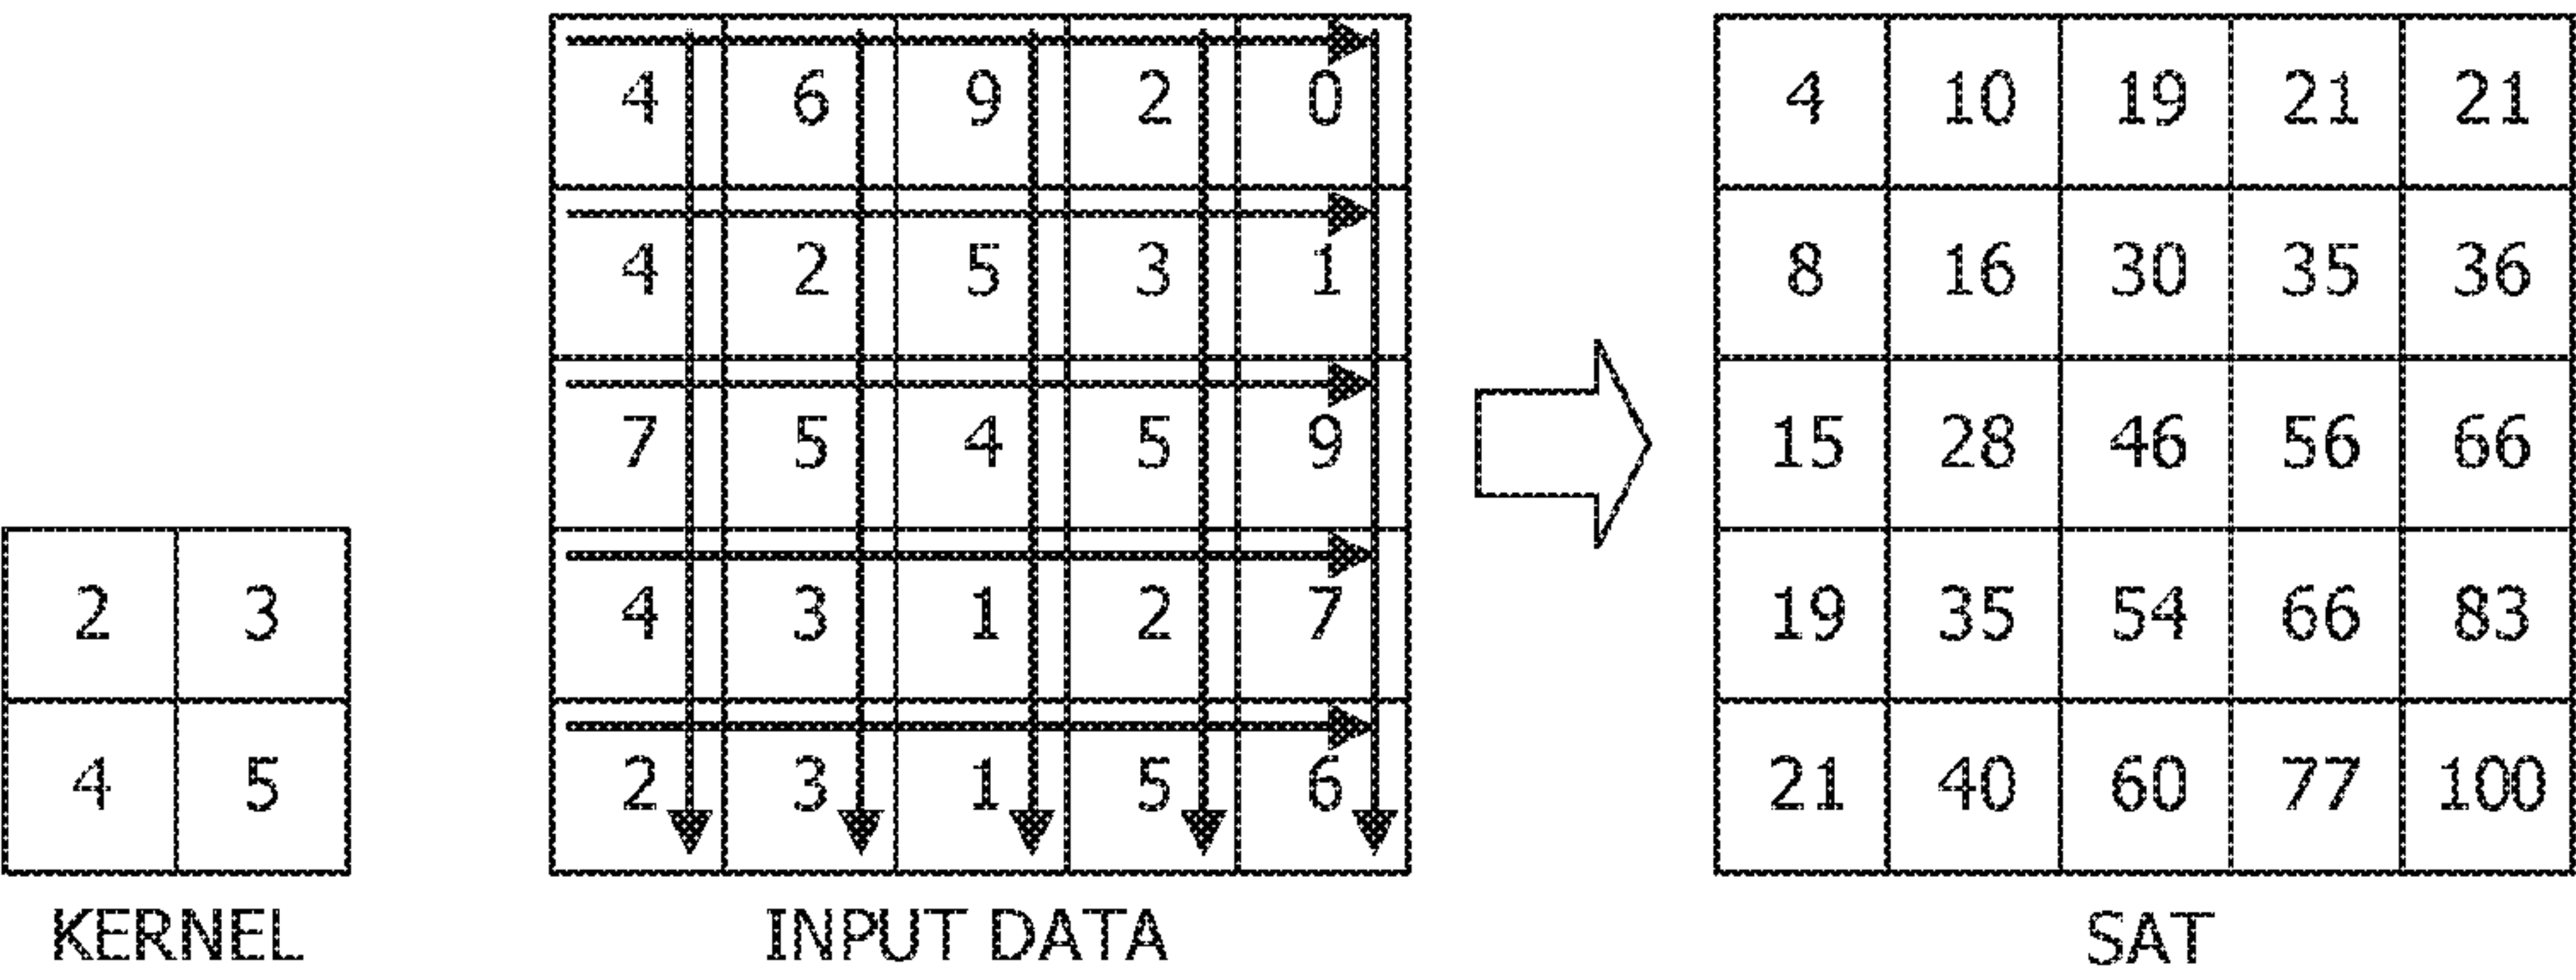 4 6 9 2 0
4 10 19 21 21
4 2 5 3 1
8 16 30 35 36
7 5 4 5 9
15 28 46 56 66
2 3
4 3 1 2 7
19 35 54 66 83
4 5
2 3 1 5 6
21 40 60 77 100
KERNEL
INPUT DATA
SAT